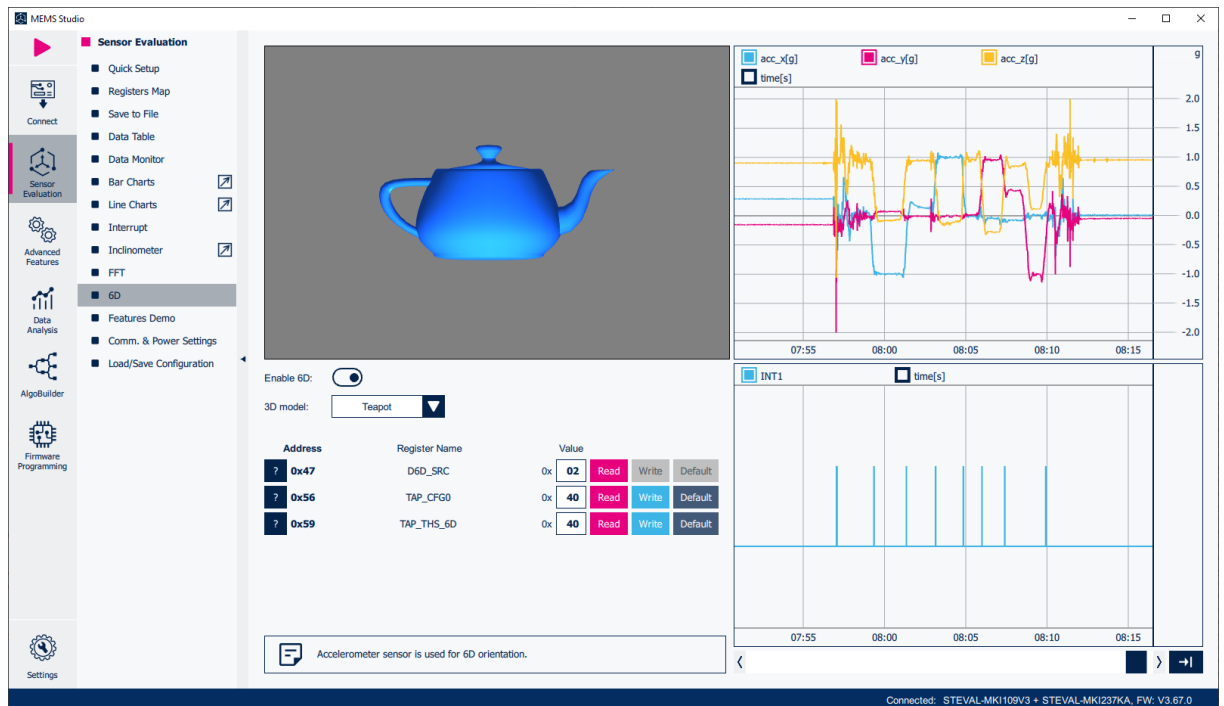 MEMS Studio
Connect
Sensor
Evaluation
Advanced
Features
Data
Analysis
AlgoBuilder
Firmware
Programming
Settings
Sensor Evaluation
Quick Setup
Registers Map
Save to File
Data Table
Data Monitor
Bar Charts
Line Charts
Interrupt
Inclinometer
FFT
6D
Features Demo
Comm. & Power Settings
Load/Save Configuration
Enable 6D:
3D model: Teapot
Address Register Name Value
? 0x47 D6D_SRC 0x 02 Read Write Default
? 0x56 TAP_CFG0 0x 40 Read Write Default
? 0x59 TAP_THS_6D 0x 40 Read Write Default
Accelerometer sensor is used for 6D orientation.
acc_x[g] acc_y[g] acc_z[g] g
time[s]
2.0
1.5
1.0
0.5
0.0
-0.5
-1.0
-1.5
-2.0
07:55 08:00 08:05 08:10 08:15
INT1 time[s]
07:55 08:00 08:05 08:10 08:15
Connected: STEVAL-MKI109V3 + STEVAL-MKI237KA, FW: V3.67.0